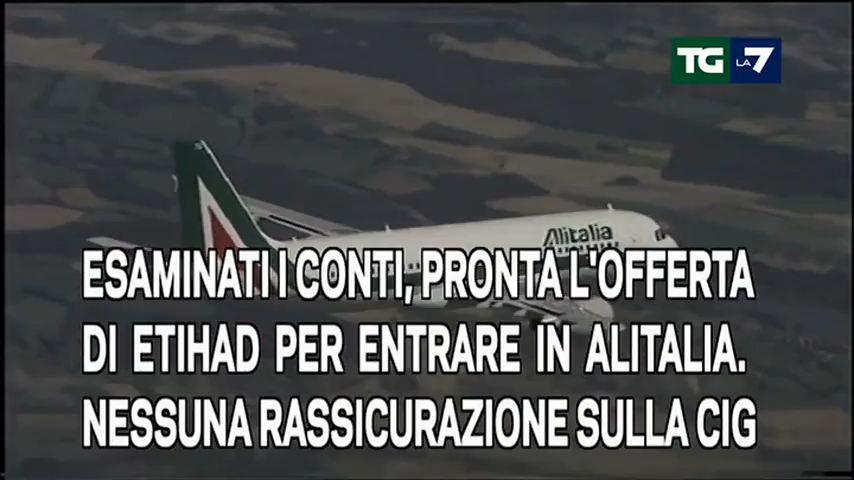 TG LA7
Alitalia
ESAMINATI I CONTI, PRONTA L'OFFERTA
DI ETIHAD PER ENTRARE IN ALITALIA.
NESSUNA RASSICURAZIONE SULLA CIG